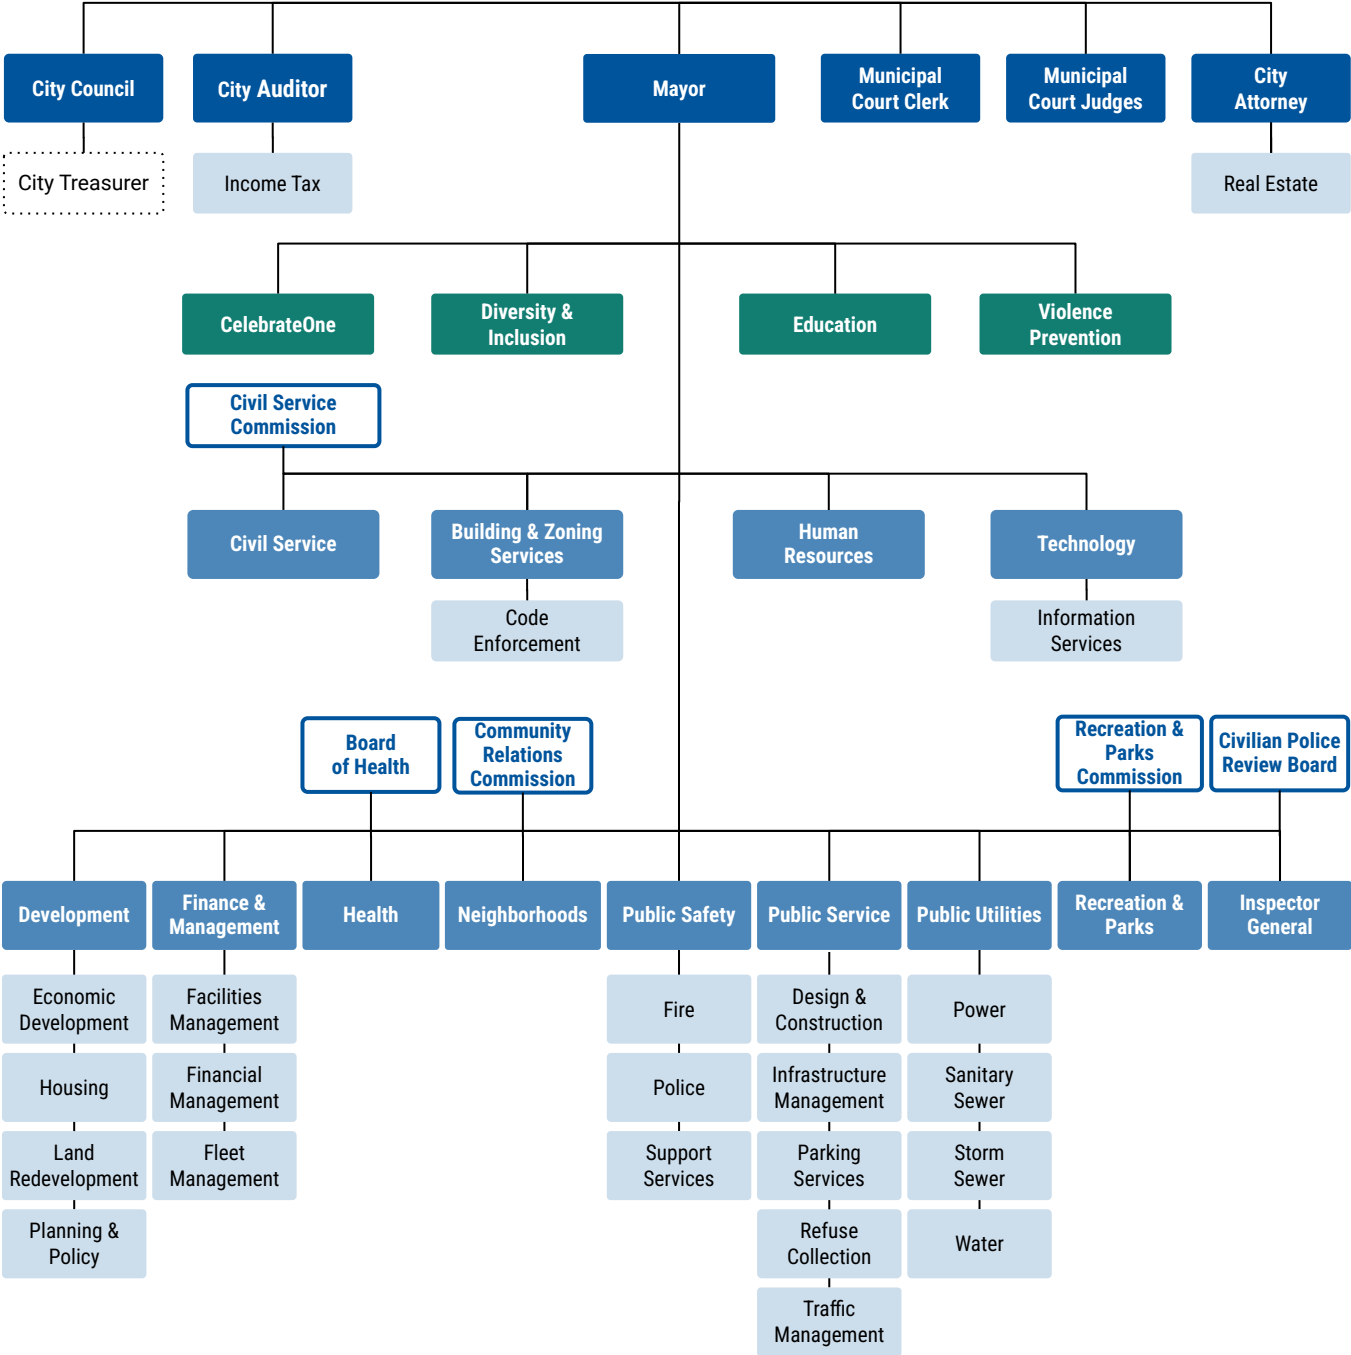 City Council
City Auditor
Mayor
Municipal
Court Clerk
Municipal
Court Judges
City
Attorney
City Treasurer
Income Tax
Real Estate
CelebrateOne
Diversity &
Inclusion
Education
Violence
Prevention
Civil Service
Commission
Civil Service
Building & Zoning
Services
Human
Resources
Technology
Code
Enforcement
Information
Services
Board
of Health
Community
Relations
Commission
Recreation &
Parks
Commission
Civilian Police
Review Board
Development
Finance &
Management
Health
Neighborhoods
Public Safety
Public Service
Public Utilities
Recreation &
Parks
Inspector
General
Economic
Development
Facilities
Management
Fire
Design &
Construction
Power
Housing
Financial
Management
Police
Infrastructure
Management
Sanitary
Sewer
Land
Redevelopment
Fleet
Management
Support
Services
Parking
Services
Storm
Sewer
Planning &
Policy
Refuse
Collection
Water
Traffic
Management